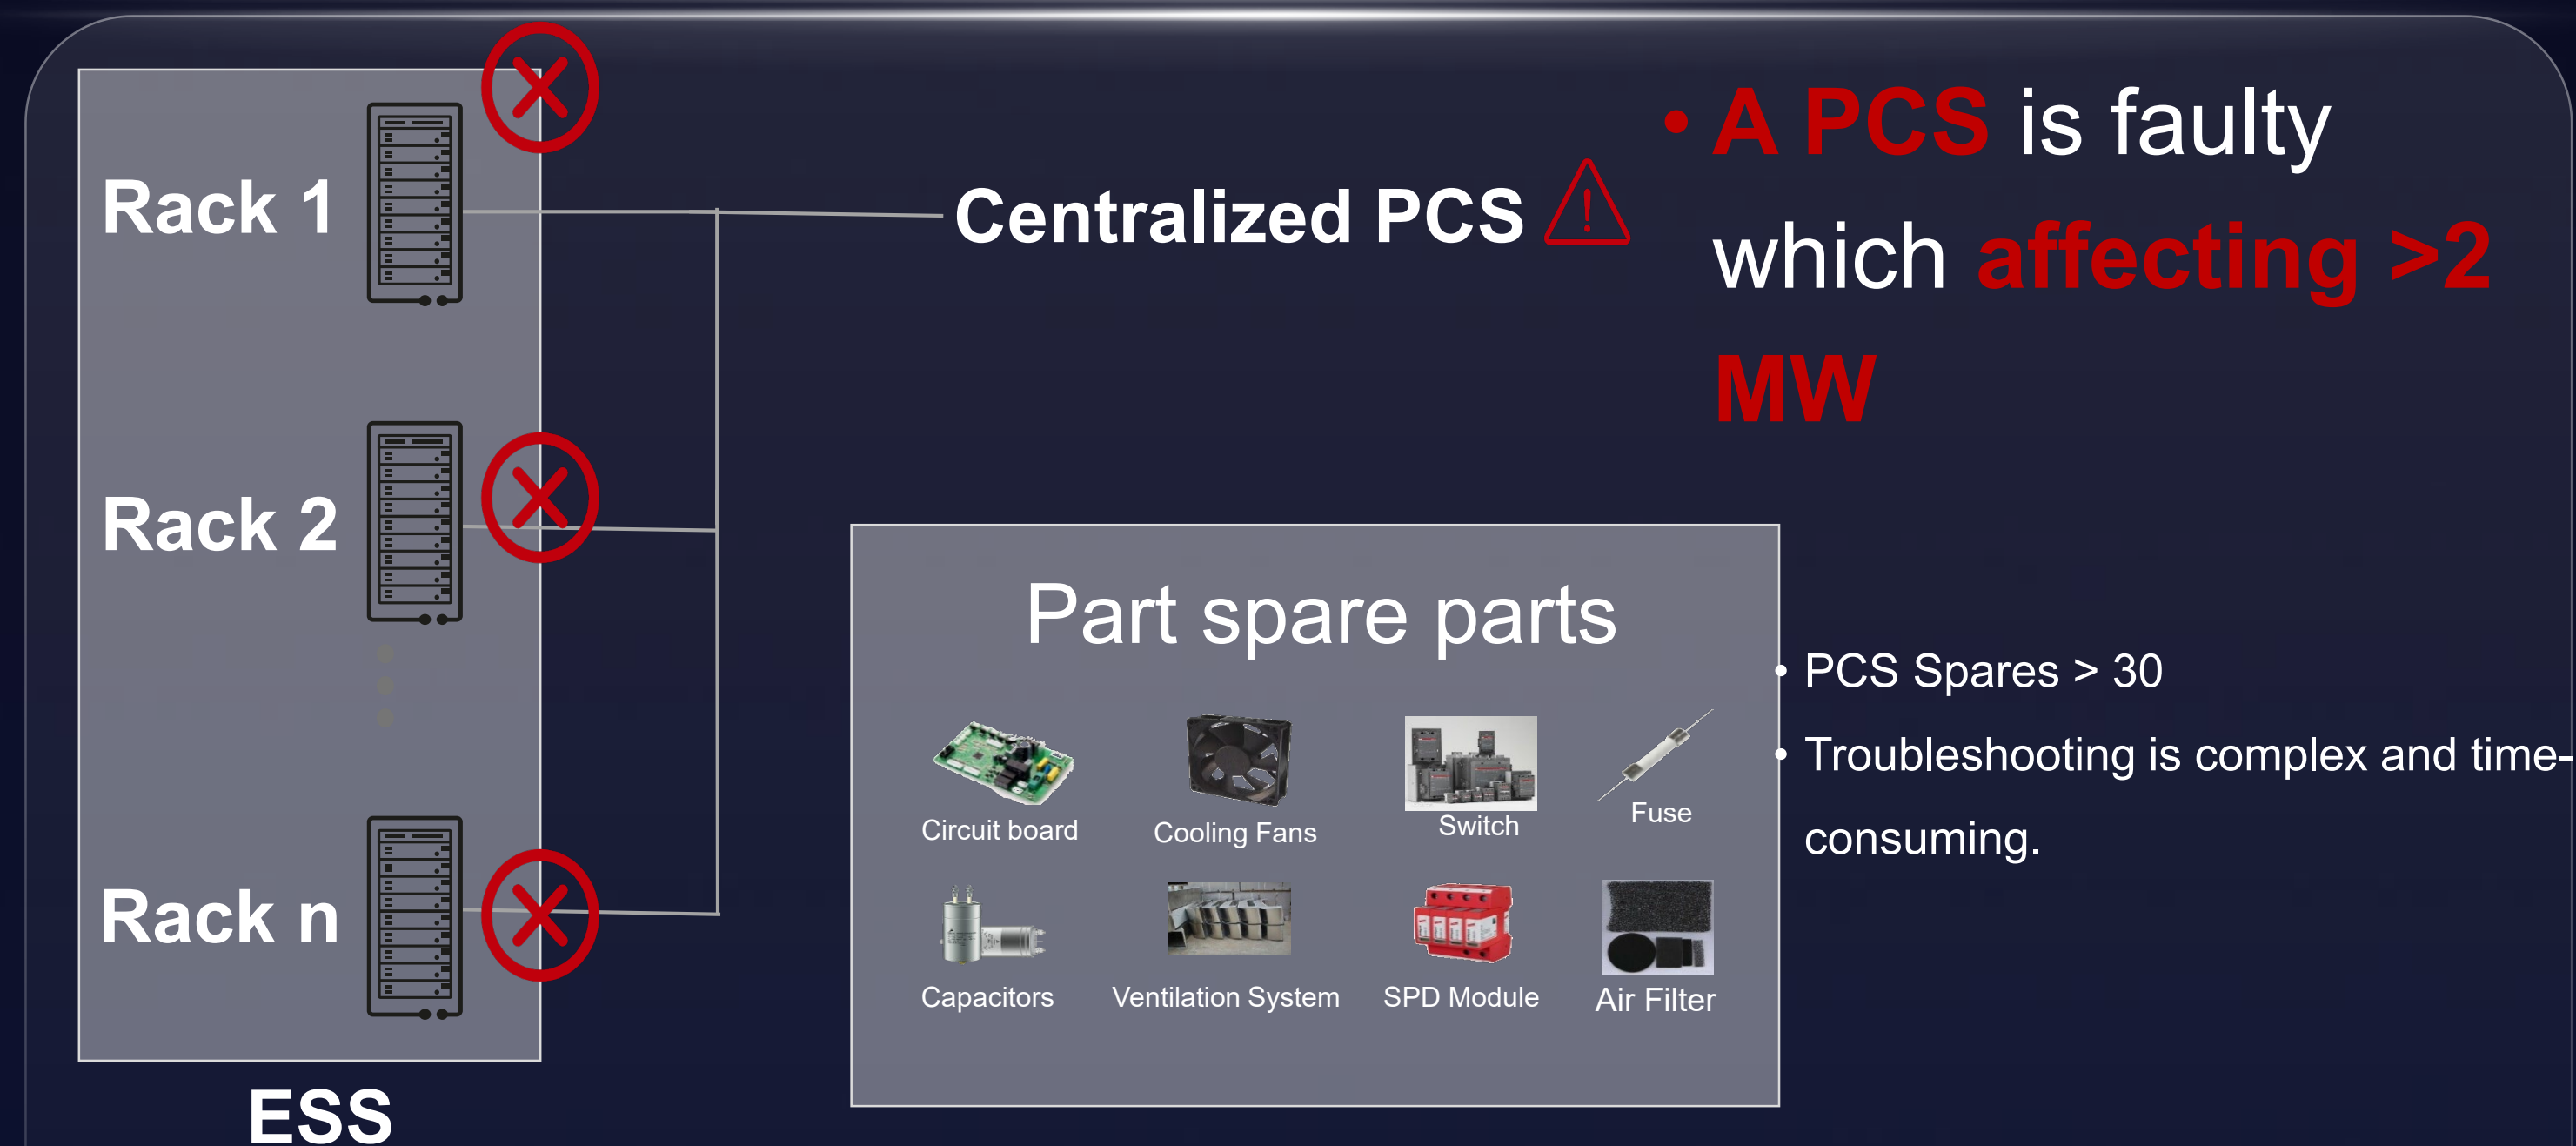 Rack 1
Rack 2
Rack n
ESS
Centralized PCS
• A PCS is faulty
which affecting >2
MW
Part spare parts
Circuit board
Cooling Fans
Switch
Fuse
Capacitors
Ventilation System
SPD Module
Air Filter
• PCS Spares > 30
• Troubleshooting is complex and time-
consuming.